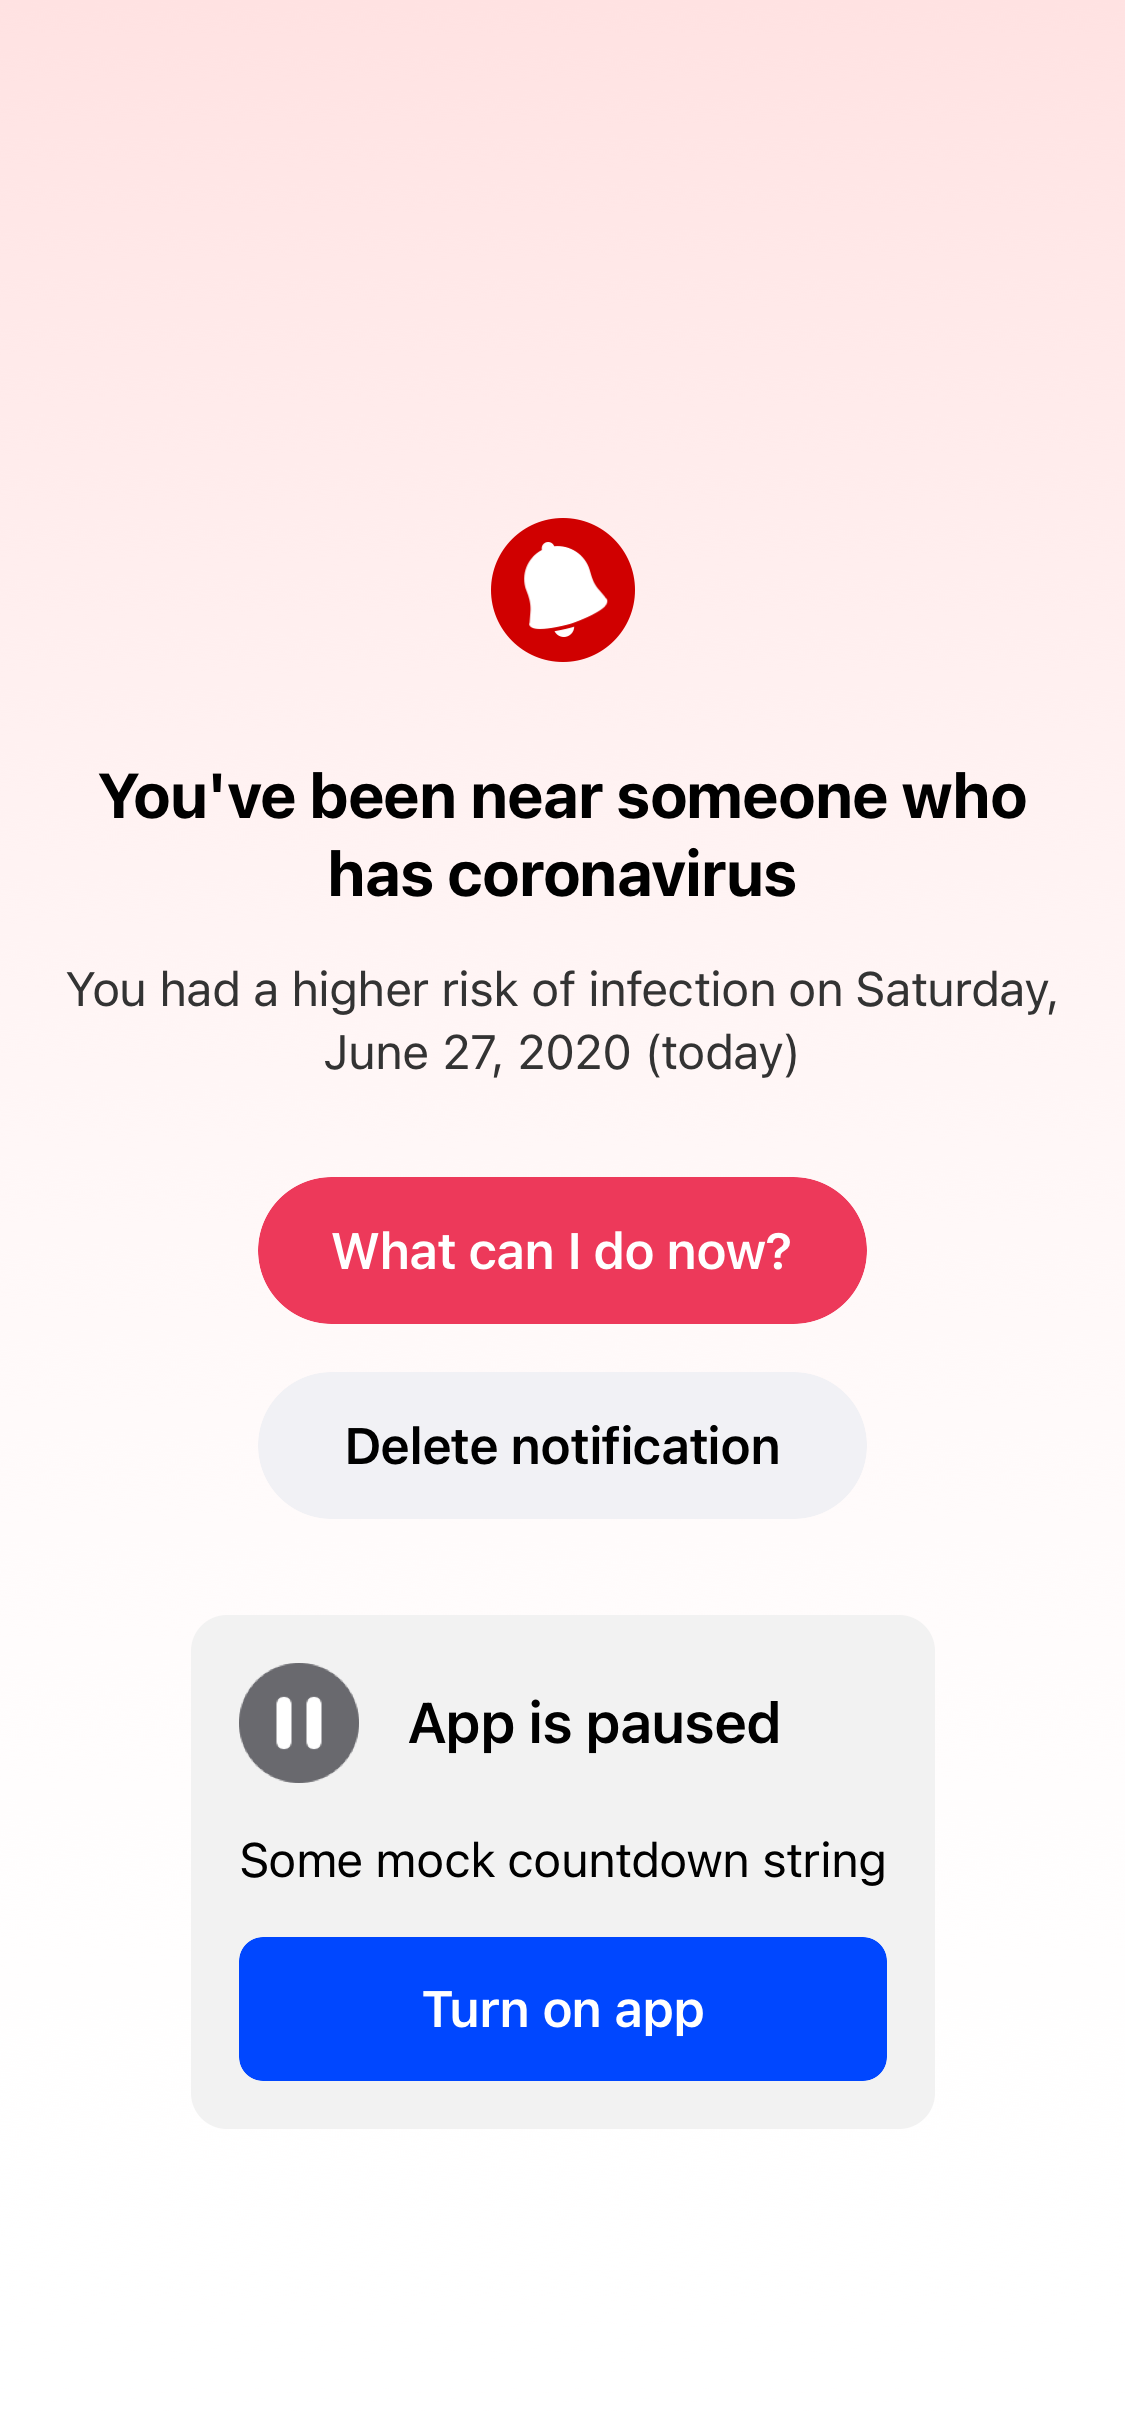 You've been near someone who
has coronavirus
You had a higher risk of infection on Saturday,
June 27, 2020 (today)
What can I do now?
Delete notification
App is paused
Some mock countdown string
Turn on app